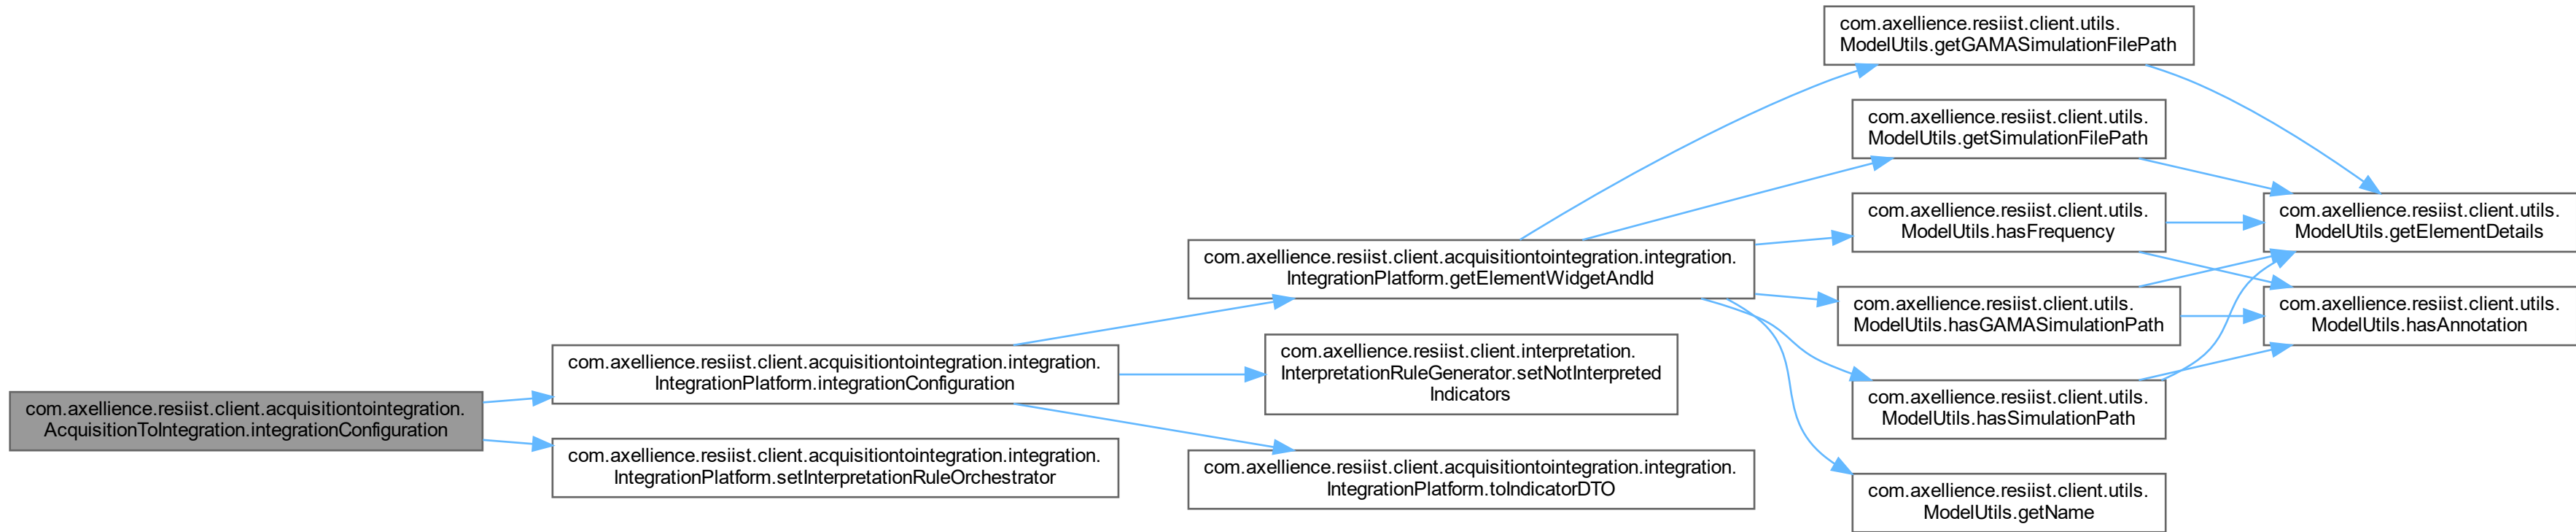 com.axellience.resiist.client.acquisitiontointegration.
AcquisitionToIntegration.integrationConfiguration
com.axellience.resiist.client.acquisitiontointegration.integration.
IntegrationPlatform.integrationConfiguration
com.axellience.resiist.client.acquisitiontointegration.integration.
IntegrationPlatform.setInterpretationRuleOrchestrator
com.axellience.resiist.client.acquisitiontointegration.integration.
IntegrationPlatform.getElementWidgetAndId
com.axellience.resiist.client.interpretation.
InterpretationRuleGenerator.setNotInterpreted
Indicators
com.axellience.resiist.client.acquisitiontointegration.integration.
IntegrationPlatform.toIndicatorDTO
com.axellience.resiist.client.utils.
ModelUtils.getGAMASimulationFilePath
com.axellience.resiist.client.utils.
ModelUtils.getSimulationFilePath
com.axellience.resiist.client.utils.
ModelUtils.hasFrequency
com.axellience.resiist.client.utils.
ModelUtils.hasGAMASimulationPath
com.axellience.resiist.client.utils.
ModelUtils.hasSimulationPath
com.axellience.resiist.client.utils.
ModelUtils.getName
com.axellience.resiist.client.utils.
ModelUtils.getElementDetails
com.axellience.resiist.client.utils.
ModelUtils.hasAnnotation